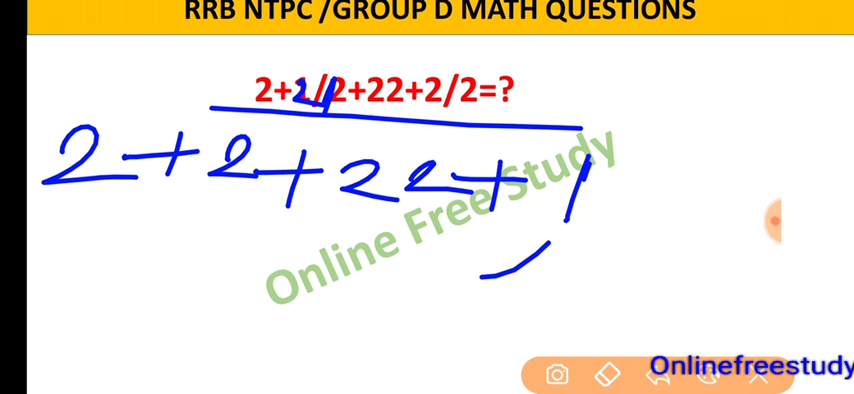 RRB NTPC /GROUP D MATH QUESTIONS
2+2/2+22+2/2=?
2+2+22+1
Online Free Study
Onlinefreestudy